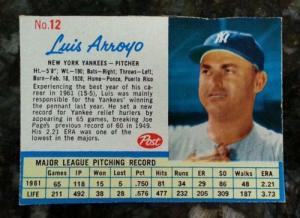 No.12
Luis Arroyo
NEW YORK YANKEES — PITCHER
Ht.—5'8"; Wt.—190; Bats—Right; Throws—Left;
Born—Feb. 18, 1928; Home—Ponce, Puerto Rico
Experiencing the best year of his ca-
reer in 1961 (15-5), Luis was mainly
responsible for the Yankees' winning
the pennant last year. He set a new
record for Yankee relief hurlers by
appearing in 65 games, breaking Joe
Page's previous record of 60 in 1949.
His 2.21 ERA was one of the
lowest in the majors.
Post
MAJOR LEAGUE PITCHING RECORD
Games IP Won Lost Pct. Hits Runs ER SO Walks ERA
1961 65 118 15 5 .750 81 34 29 86 48 2.21
LIFE 211 492 38 28 .576 477 232 204 318 187 3.73